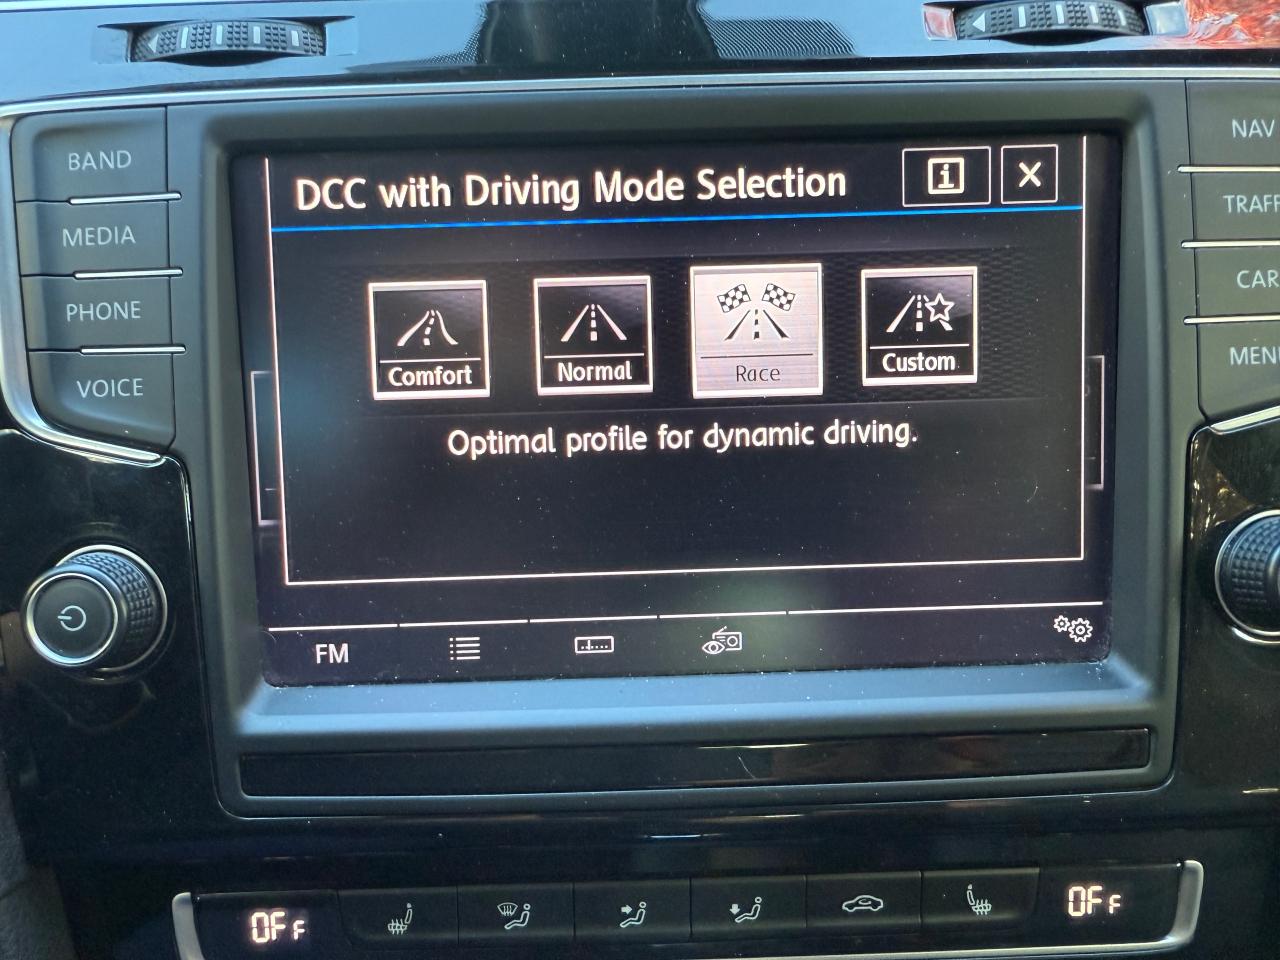 BAND
MEDIA
PHONE
VOICE
DCC with Driving Mode Selection
i
X
Comfort
Normal
Race
Custom
Optimal profile for dynamic driving.
FM
NAV
TRAFF
CAR
MEN
OFF
OFF